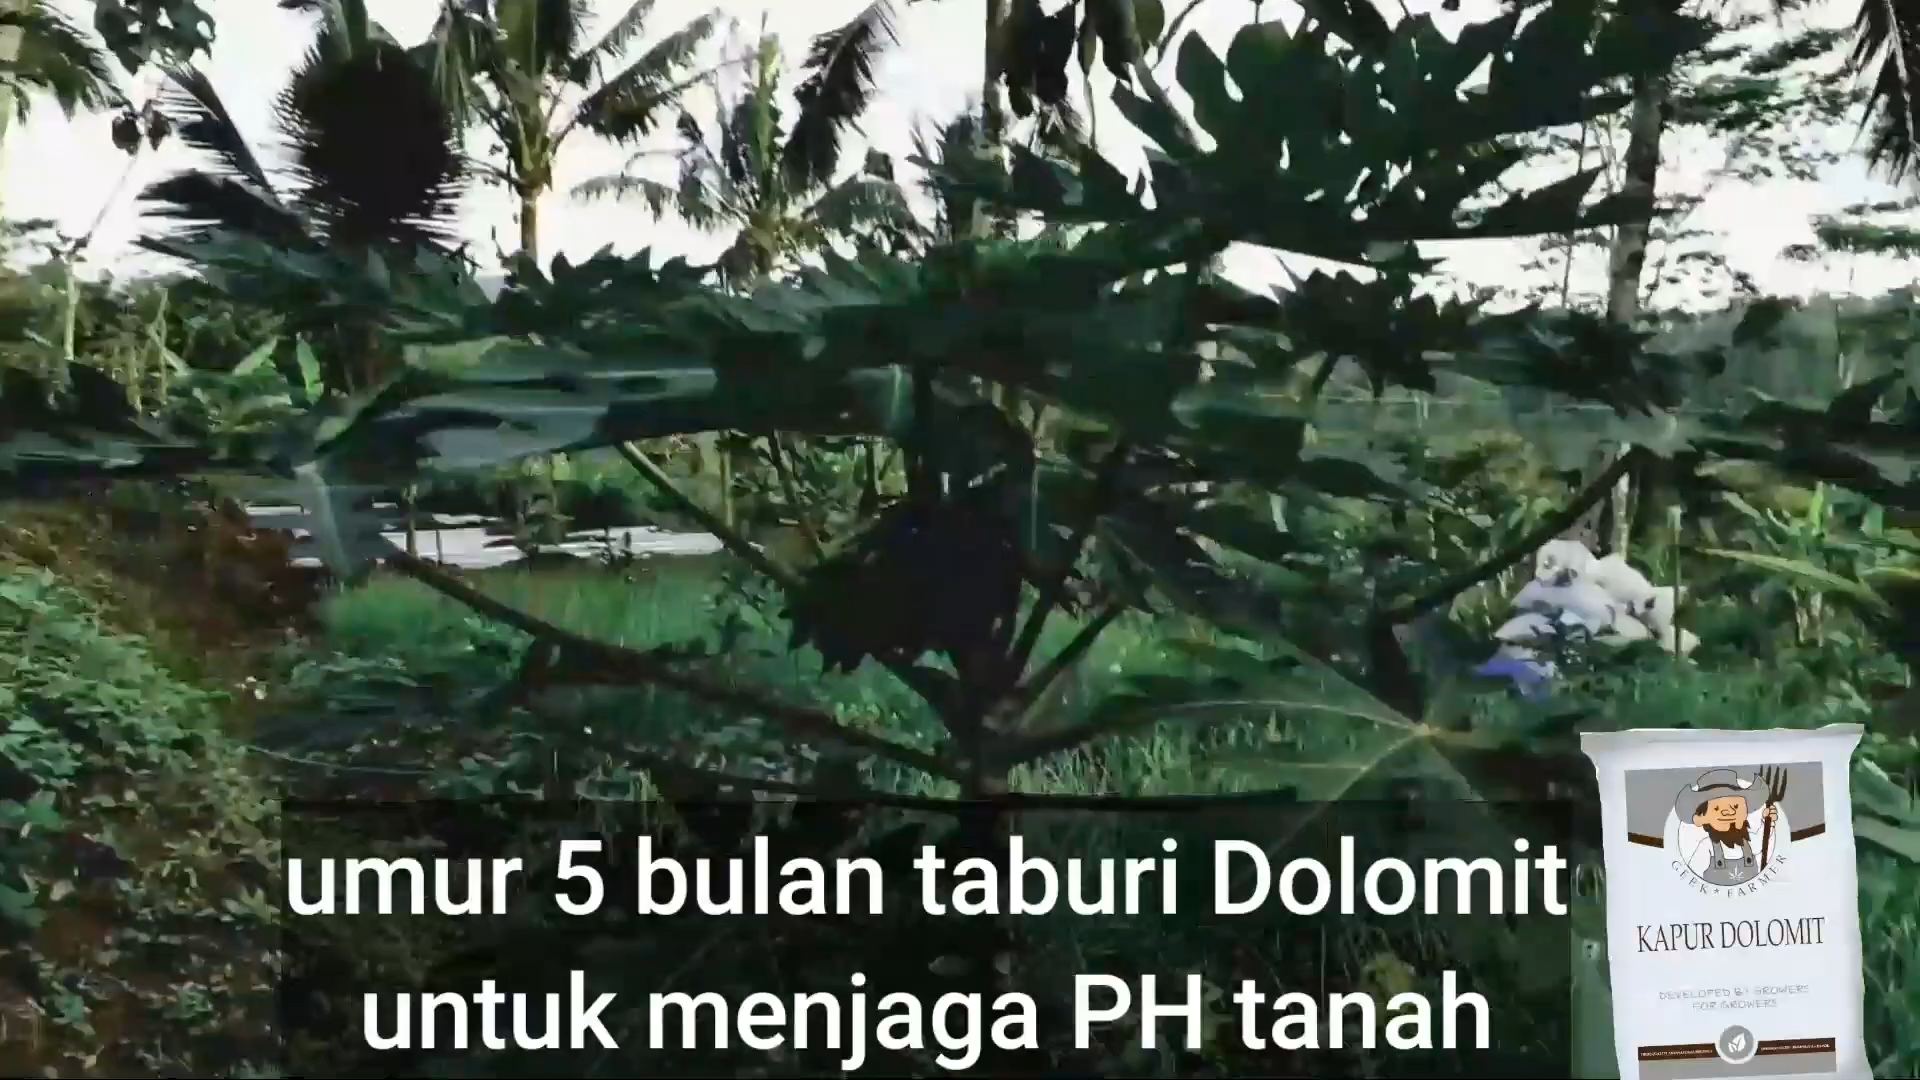 umur 5 bulan taburi Dolomit
untuk menjaga PH tanah
GEEK FARMER
KAPUR DOLOMIT
DEVELOPED BY GROWERS
FOR GROWERS